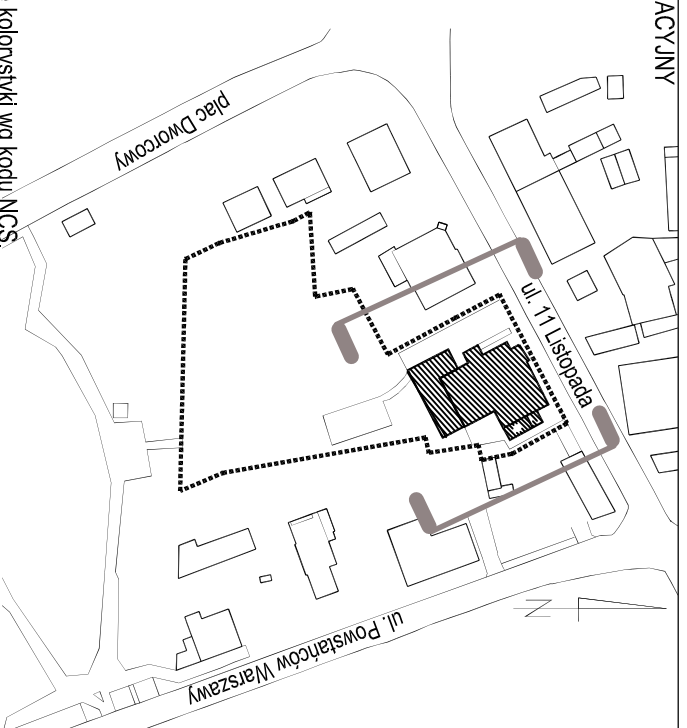 ACYJNY
kolorystyki wg kodu NCS.
plac Dworcowy
ul. 11 Listopada
ul. Powstańców Warszawy
N